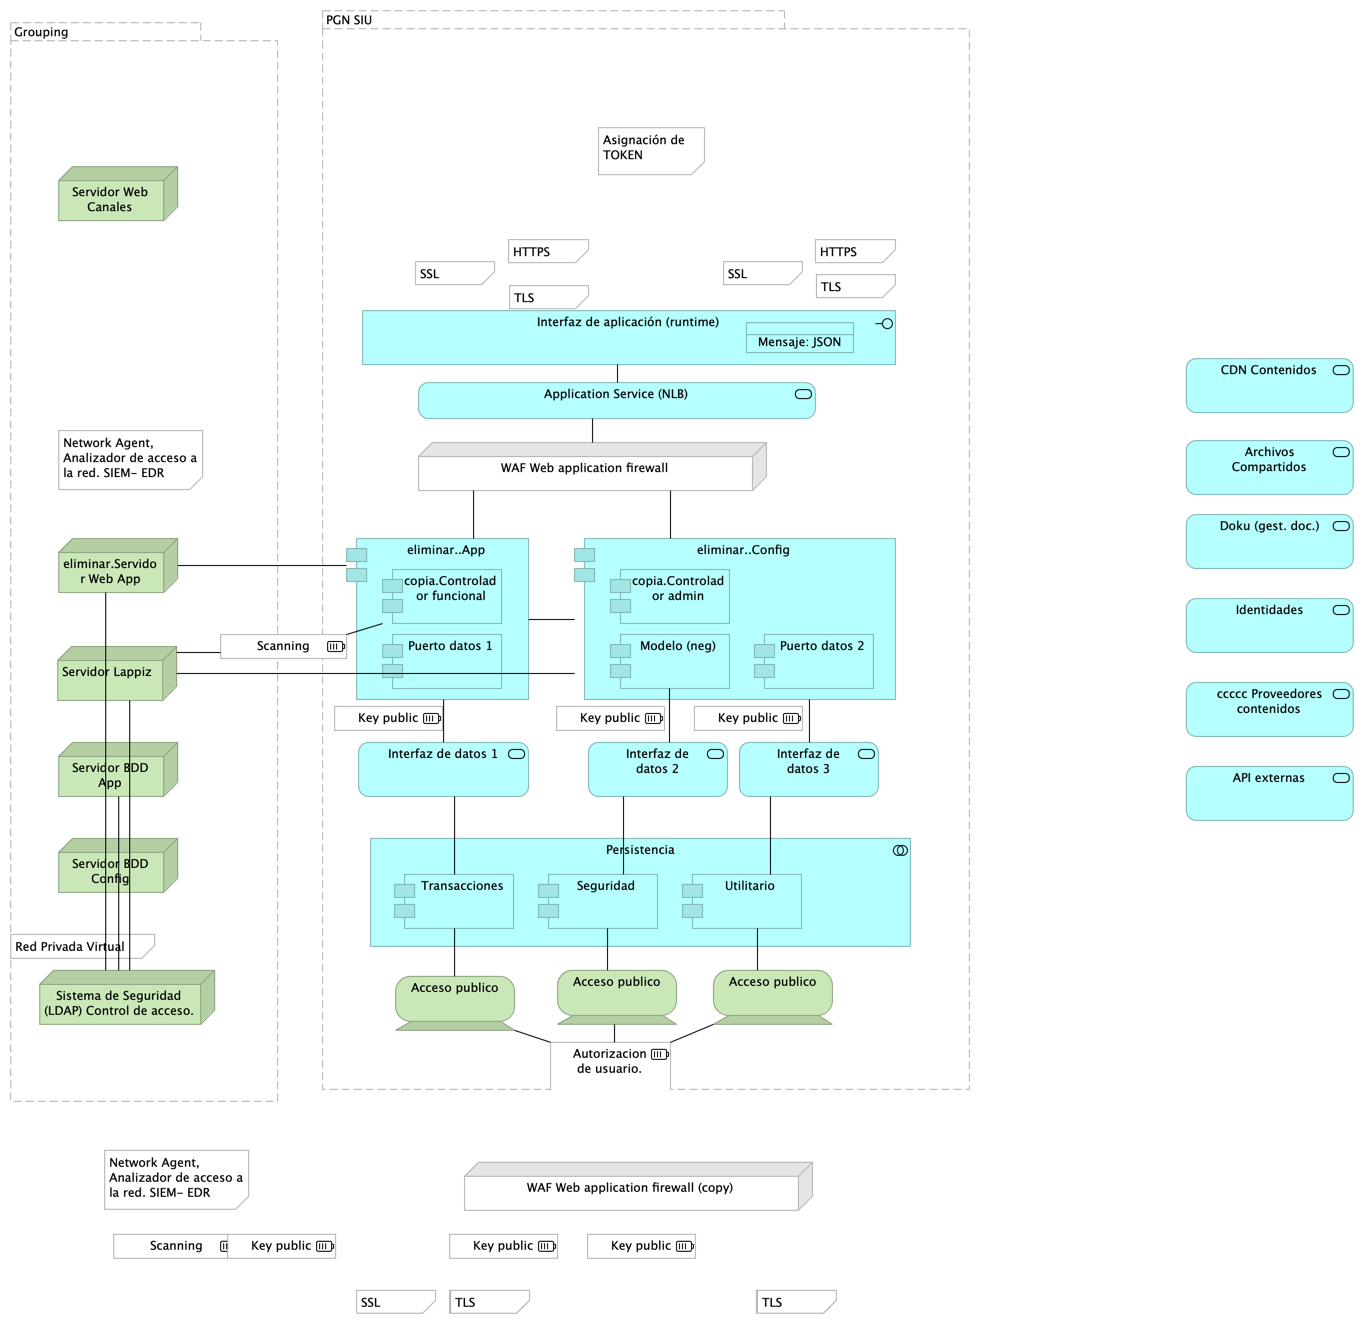 Grouping
PGN SIU
Asignación de
TOKEN
Servidor Web
Canales
HTTPS
HTTPS
SSL
SSL
TLS
TLS
Interfaz de aplicación (runtime)
Mensaje: JSON
Application Service (NLB)
CDN Contenidos
Network Agent,
Analizador de acceso a
la red. SIEM- EDR
WAF Web application firewall
Archivos
Compartidos
Doku (gest. doc.)
eliminar.Servido
r Web App
eliminar..App
eliminar..Config
copia.Controlad
or funcional
copia.Controlad
or admin
Identidades
Scanning
Puerto datos 1
Modelo (neg)
Puerto datos 2
Servidor Lappiz
ccccc Proveedores
contenidos
Key public
Key public
Key public
Servidor BDD
App
Interfaz de datos 1
Interfaz de
datos 2
Interfaz de
datos 3
API externas
Servidor BDD
Config
Persistencia
Transacciones
Seguridad
Utilitario
Red Privada Virtual
Sistema de Seguridad
(LDAP) Control de acceso.
Acceso publico
Acceso publico
Acceso publico
Autorizacion
de usuario.
Network Agent,
Analizador de acceso a
la red. SIEM- EDR
WAF Web application firewall (copy)
Scanning
Key public
Key public
Key public
SSL
TLS
TLS